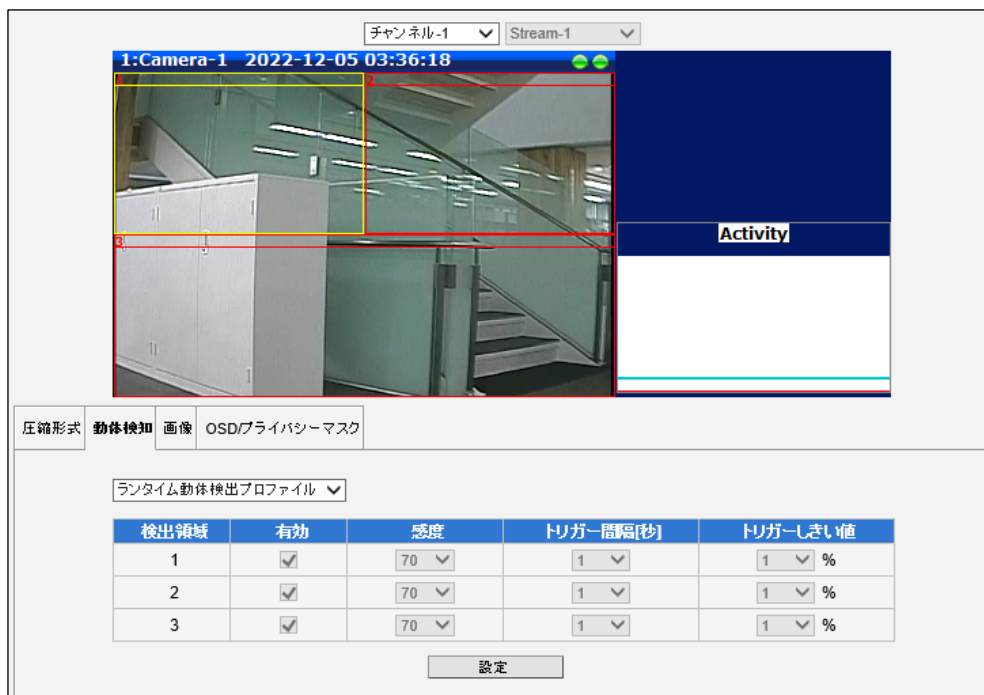 チャンネル-1 Stream-1
1:Camera-1 2022-12-05 03:36:18
1 2
3
Activity
圧縮形式 動体検知 画像 OSD/プライバシーマスク
ランタイム動体検出プロファイル
検出領域 有効 感度 トリガー間隔[秒] トリガーしきい値
1 70 1 1 %
2 70 1 1 %
3 70 1 1 %
設定